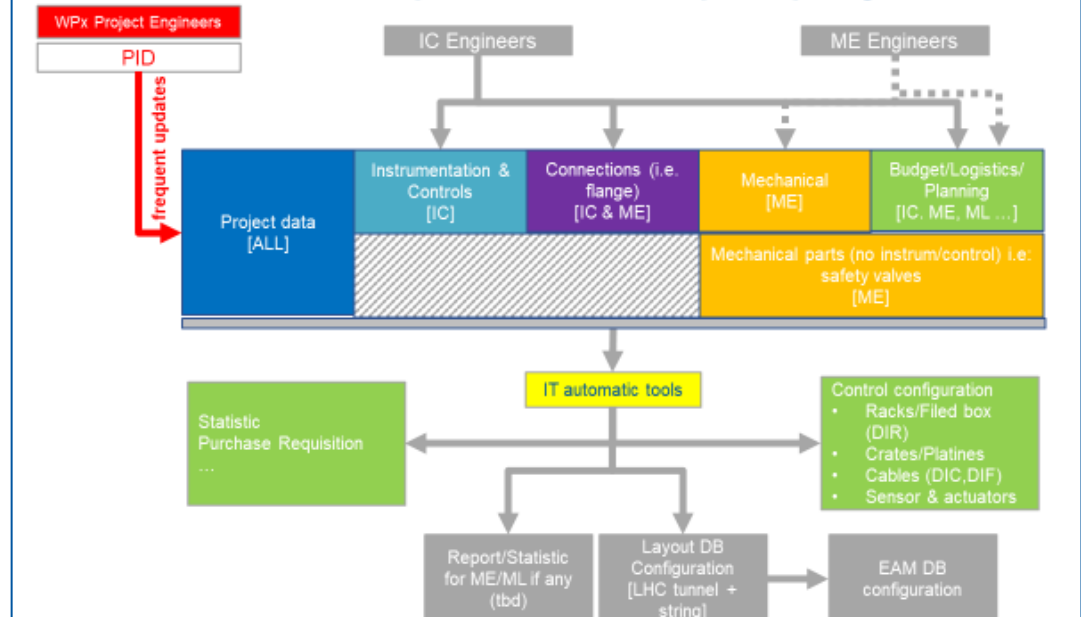 WPx Project Engineers
PID
frequent updates
IC Engineers
ME Engineers
Project data
[ALL]
Instrumentation &
Controls
[IC]
Connections (i.e.
flange)
[IC & ME]
Mechanical
[ME]
Budget/Logistics/
Planning
[IC. ME, ML ...]
Mechanical parts (no instrum/control) i.e:
safety valves
[ME]
IT automatic tools
Statistic
Purchase Requisition
...
Control configuration
• Racks/Filed box
(DIR)
• Crates/Platines
• Cables (DIC,DIF)
• Sensor & actuators
Report/Statistic
for ME/ML if any
(tbd)
Layout DB
Configuration
[LHC tunnel +
string]
EAM DB
configuration